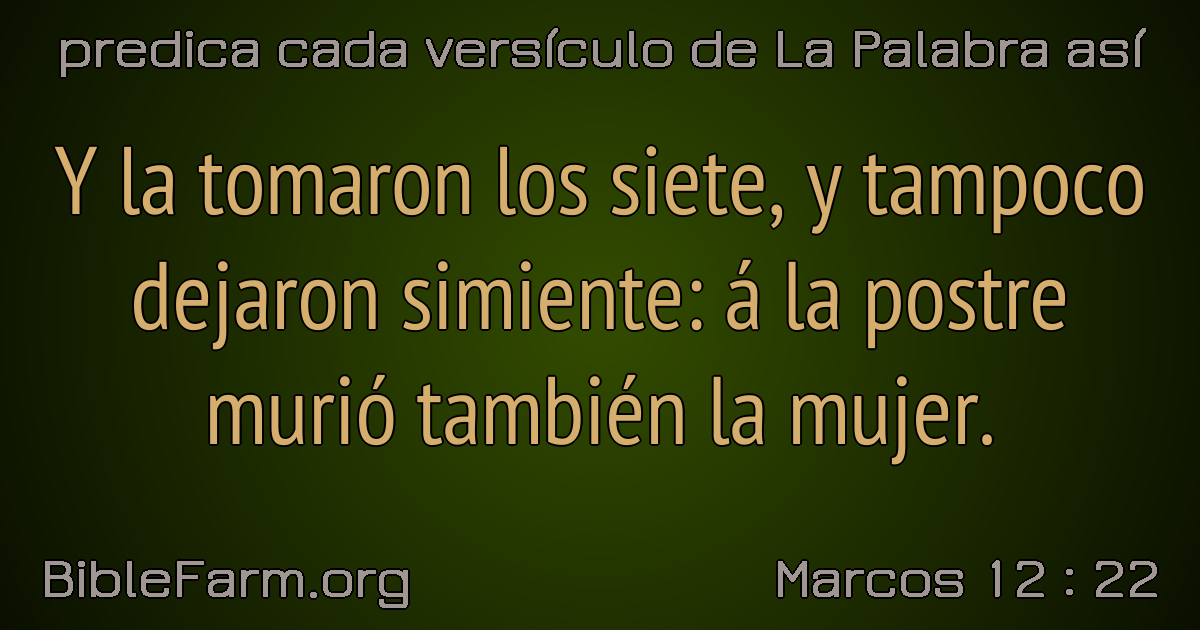 predica cada versículo de La Palabra así
Y la tomaron los siete, y tampoco
dejaron simiente: á la postre
murió también la mujer.
BibleFarm.org
Marcos 12 : 22